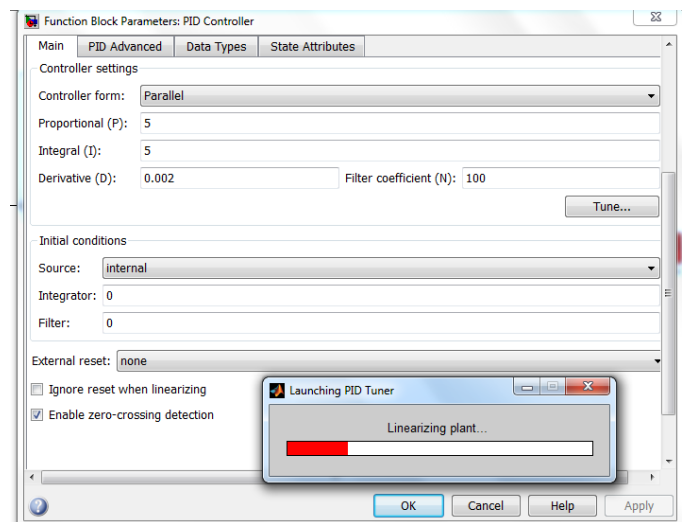 Function Block Parameters: PID Controller
Main PID Advanced Data Types State Attributes
Controller settings
Controller form: Parallel
Proportional (P): 5
Integral (I): 5
Derivative (D): 0.002 Filter coefficient (N): 100
Tune...
Initial conditions
Source: internal
Integrator: 0
Filter: 0
External reset: none
Ignore reset when linearizing
Enable zero-crossing detection
Launching PID Tuner
Linearizing plant...
OK Cancel Help Apply